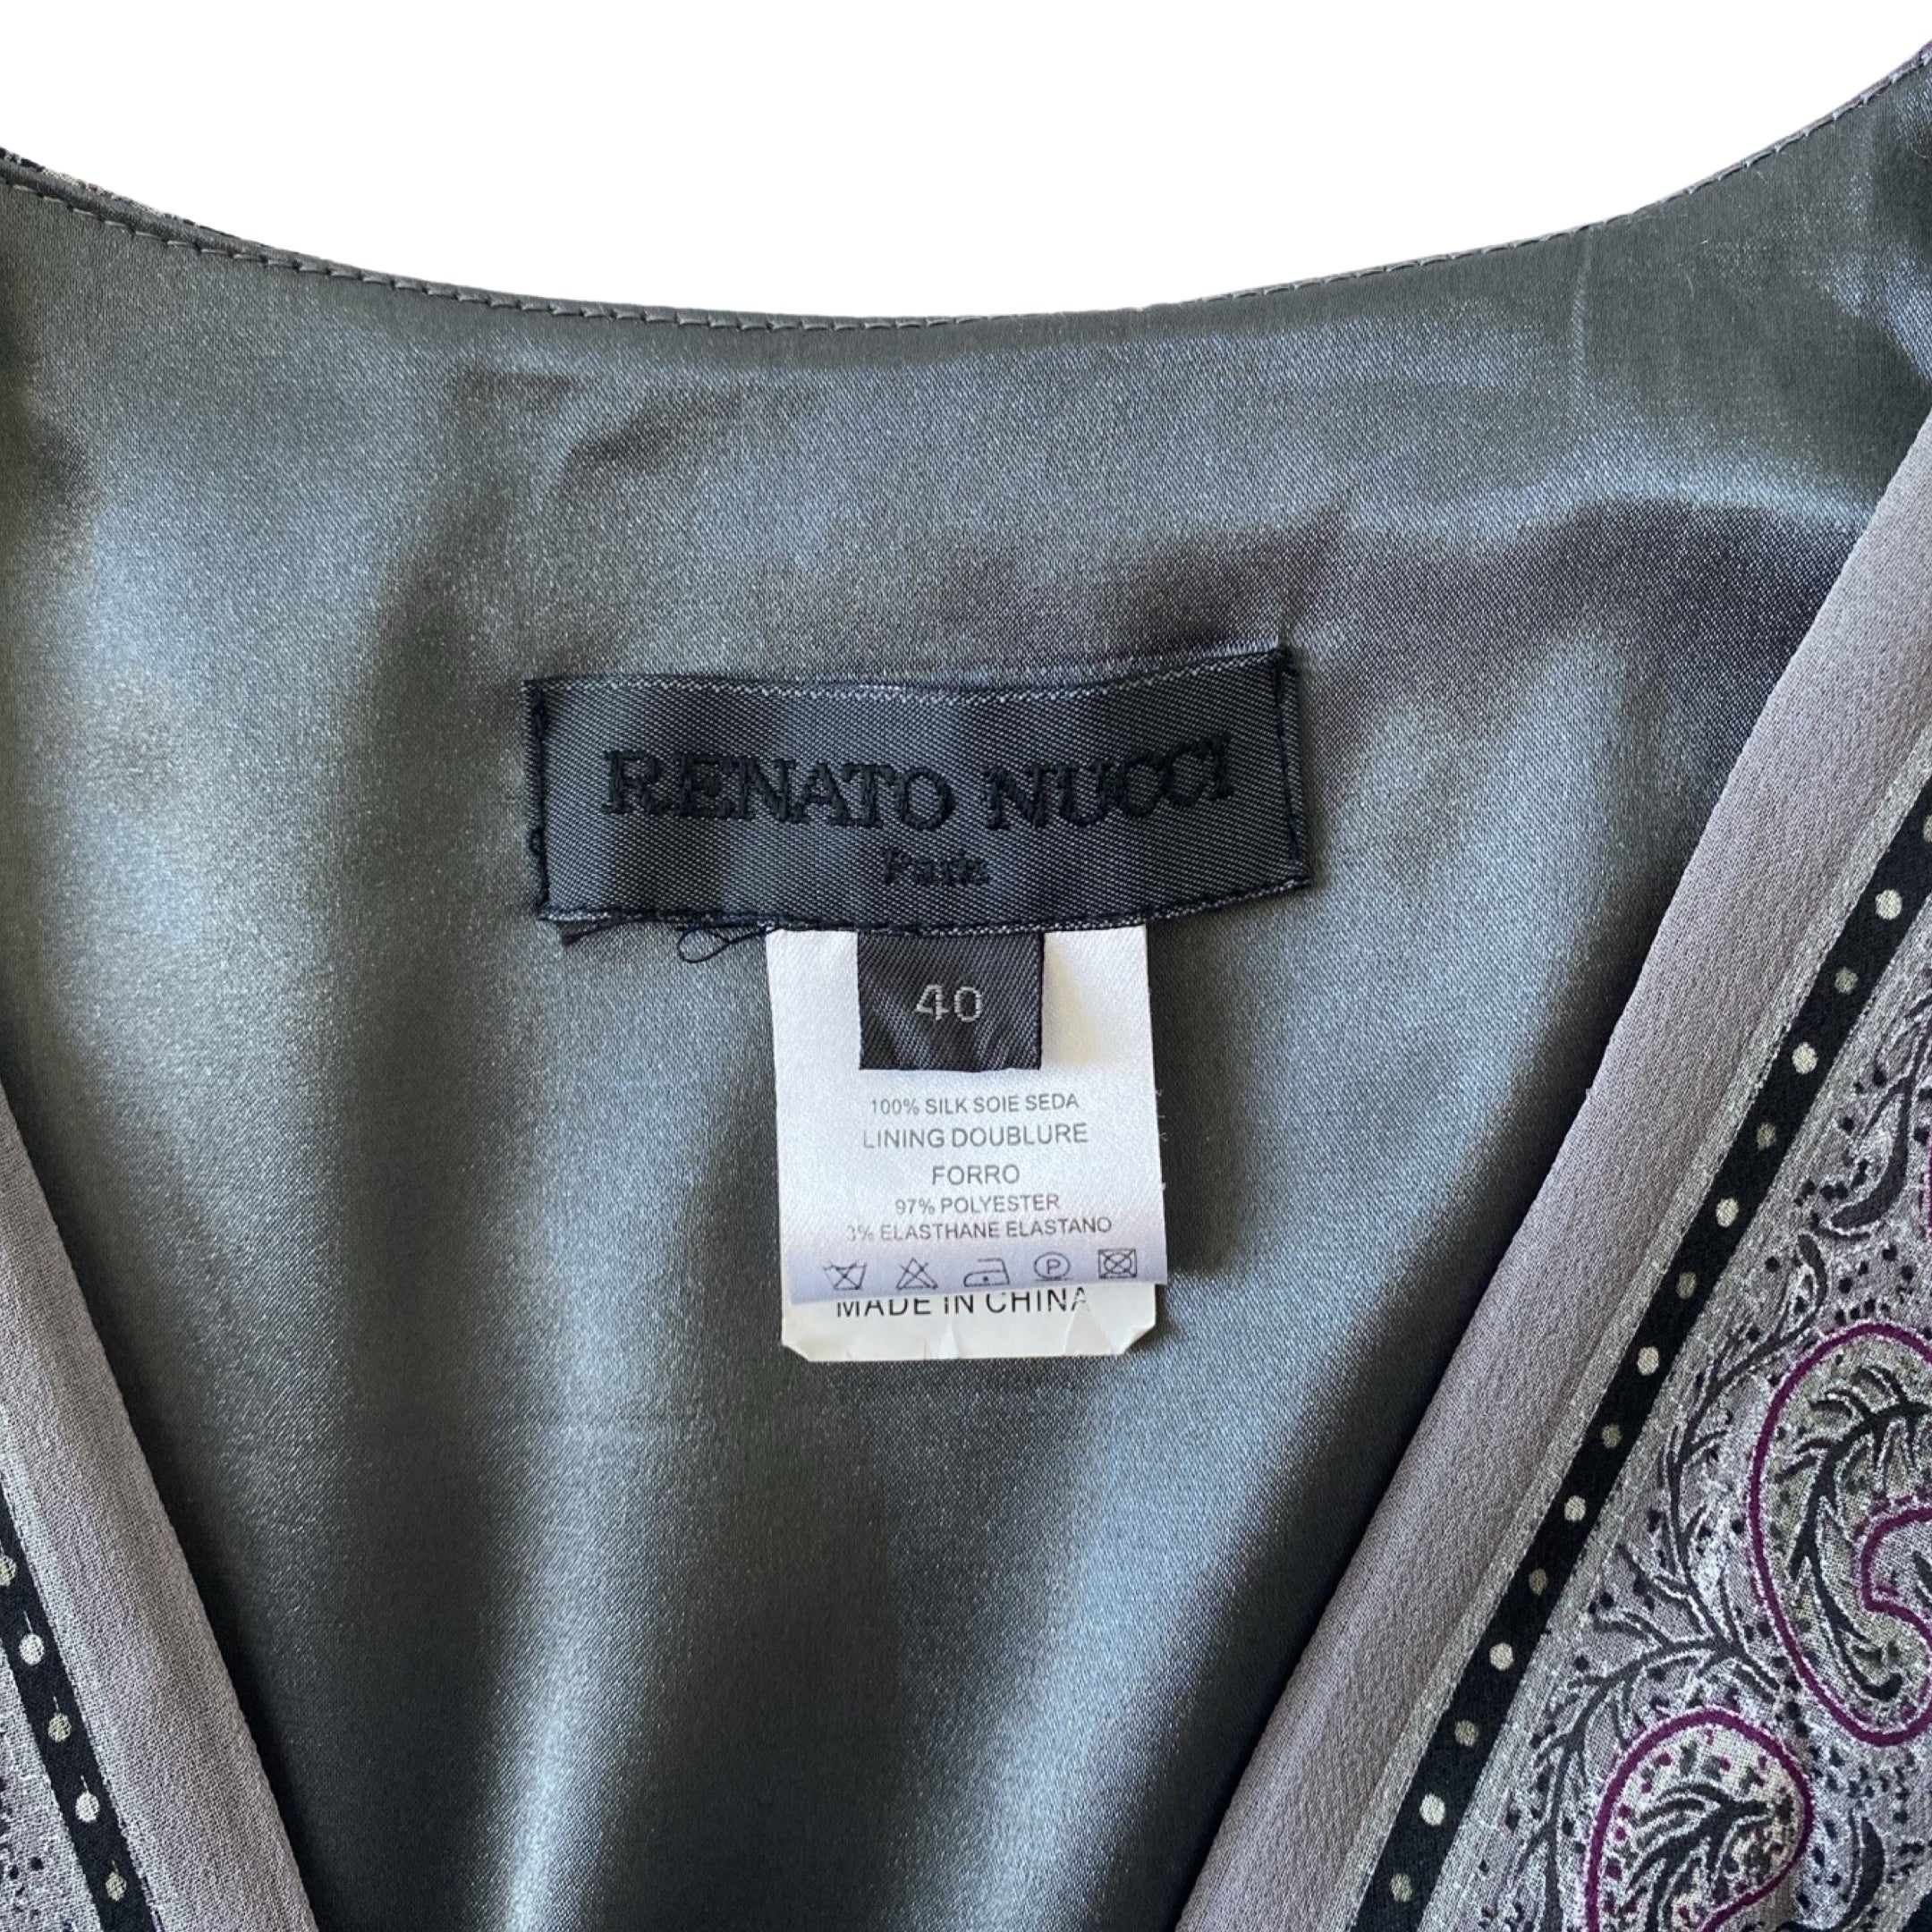 RENATO NUCCI
Paris
40
100% SILK SOIE SEDA
LINING DOUBLURE
FORRO
97% POLYESTER
3% ELASTHANE ELASTANO
P
MADE IN CHINA